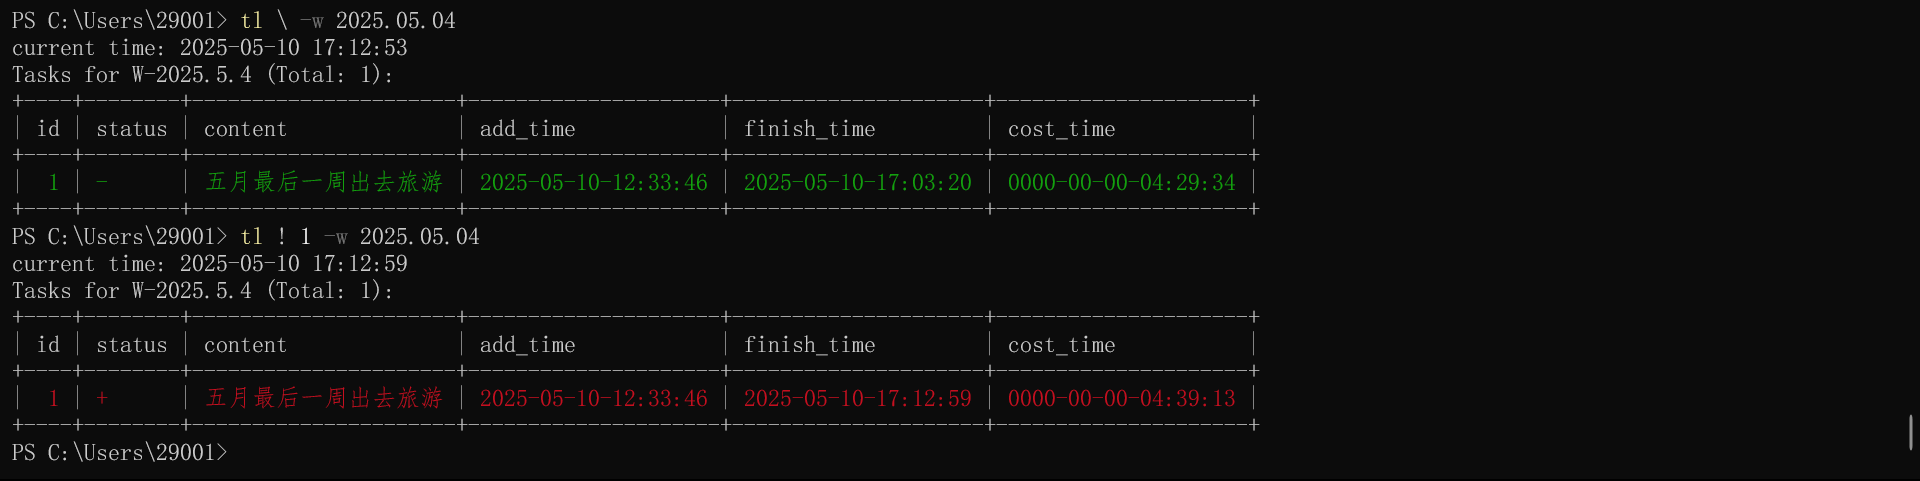 PS C:\Users\29001> tl \ -w 2025.05.04
current time: 2025-05-10 17:12:53
Tasks for W-2025.5.4 (Total: 1):
+----+--------+----------------------+---------------------+---------------------+---------------------+
| id | status | content              | add_time            | finish_time         | cost_time           |
+----+--------+----------------------+---------------------+---------------------+---------------------+
|  1 | -      | 五月最后一周出去旅游 | 2025-05-10-12:33:46 | 2025-05-10-17:03:20 | 0000-00-00-04:29:34 |
+----+--------+----------------------+---------------------+---------------------+---------------------+
PS C:\Users\29001> tl ! 1 -w 2025.05.04
current time: 2025-05-10 17:12:59
Tasks for W-2025.5.4 (Total: 1):
+----+--------+----------------------+---------------------+---------------------+---------------------+
| id | status | content              | add_time            | finish_time         | cost_time           |
+----+--------+----------------------+---------------------+---------------------+---------------------+
|  1 | +      | 五月最后一周出去旅游 | 2025-05-10-12:33:46 | 2025-05-10-17:12:59 | 0000-00-00-04:39:13 |
+----+--------+----------------------+---------------------+---------------------+---------------------+
PS C:\Users\29001>